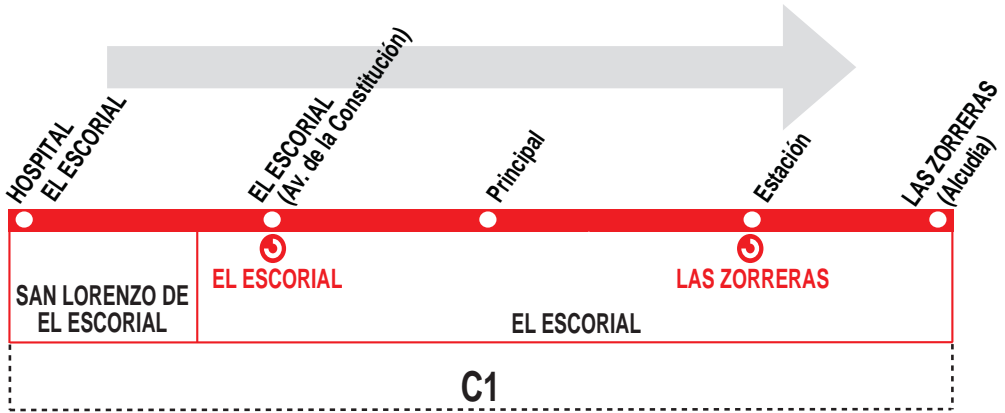 HOSPITAL
EL ESCORIAL
EL ESCORIAL
(Av. de la Constitución)
Principal
Estación
LAS ZORRERAS
(Alcudia)
EL ESCORIAL
LAS ZORRERAS
SAN LORENZO DE
EL ESCORIAL
EL ESCORIAL
C1